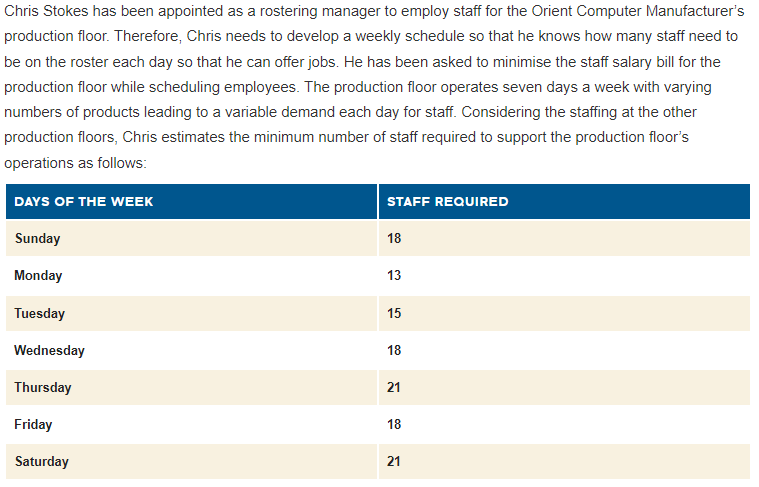 Chris Stokes has been appointed as a rostering manager to employ staff for the Orient Computer Manufacturer's
production floor. Therefore, Chris needs to develop a weekly schedule so that he knows how many staff need to
be on the roster each day so that he can offer jobs. He has been asked to minimise the staff salary bill for the
production floor while scheduling employees. The production floor operates seven days a week with varying
numbers of products leading to a variable demand each day for staff. Considering the staffing at the other
production floors, Chris estimates the minimum number of staff required to support the production floor's
operations as follows:
DAYS OF THE WEEK STAFF REQUIRED
Sunday 18
Monday 13
Tuesday 15
Wednesday 18
Thursday 21
Friday 18
Saturday 21